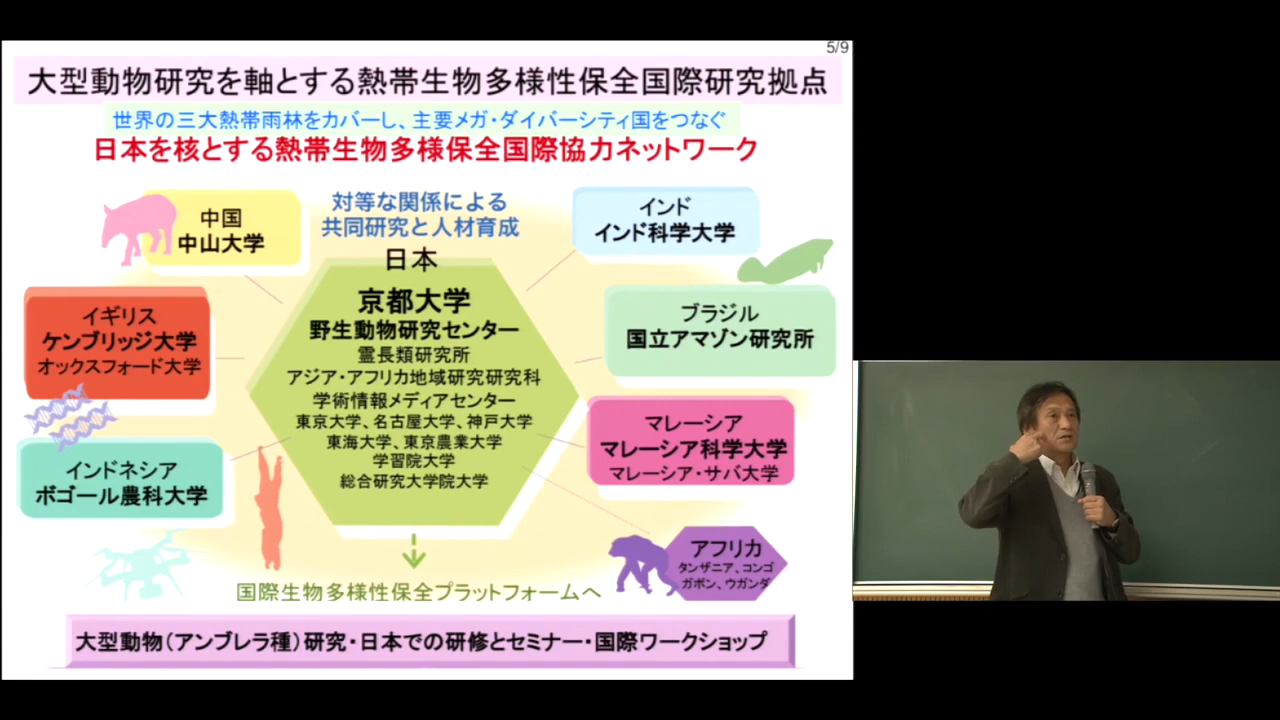 5/9
大型動物研究を軸とする熱帯生物多様性保全国際研究拠点
世界の三大熱帯雨林をカバーし、主要メガ・ダイバーシティ国をつなぐ
日本を核とする熱帯生物多様保全国際協力ネットワーク
中国
中山大学
対等な関係による
共同研究と人材育成
インド
インド科学大学
日本
京都大学
野生動物研究センター
霊長類研究所
アジア・アフリカ地域研究研究科
学術情報メディアセンター
東京大学、名古屋大学、神戸大学
東海大学、東京農業大学
学習院大学
総合研究大学院大学
イギリス
ケンブリッジ大学
オックスフォード大学
ブラジル
国立アマゾン研究所
マレーシア
マレーシア科学大学
マレーシア・サバ大学
インドネシア
ボゴール農科大学
アフリカ
タンザニア、コンゴ
ガボン、ウガンダ
国際生物多様性保全プラットフォームへ
大型動物(アンブレラ種)研究・日本での研修とセミナー・国際ワークショップ